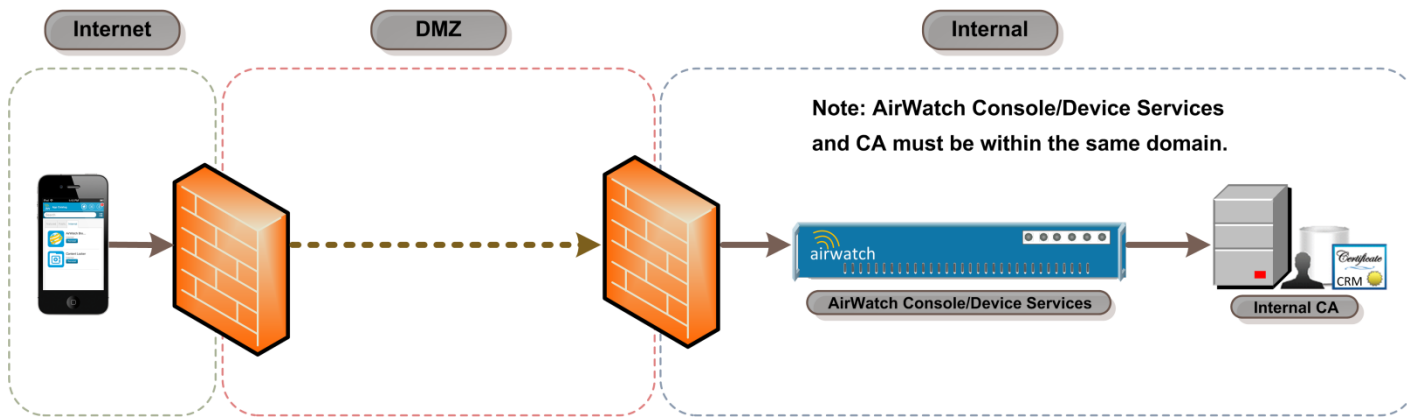 Internet
DMZ
Internal
Note: AirWatch Console/Device Services
and CA must be within the same domain.
airwatch
Certificate
CRM
AirWatch Console/Device Services
Internal CA